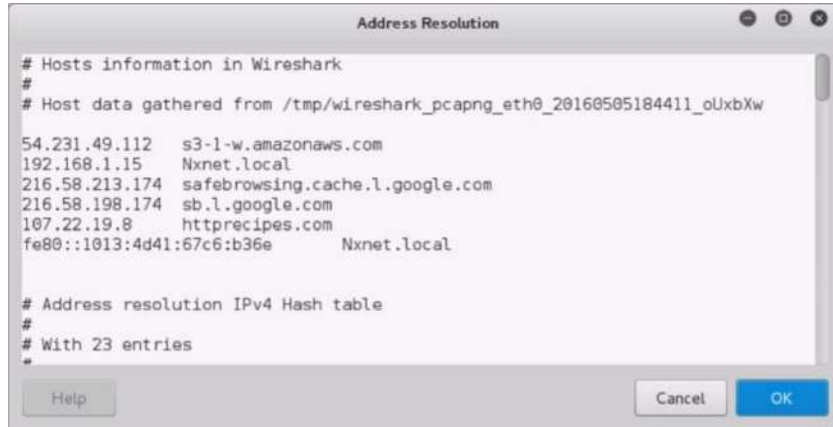 Address Resolution
# Hosts information in Wireshark
#
# Host data gathered from /tmp/wireshark_pcapng_eth0_20160505184411_oUxbXw
54.231.49.112 s3-1-w.amazonaws.com
192.168.1.15 Nxnet.local
216.58.213.174 safebrowsing.cache.l.google.com
216.58.198.174 sb.l.google.com
107.22.19.8 httprecipes.com
fe80::1013:4d41:67c6:b36e Nxnet.local
# Address resolution IPv4 Hash table
#
# With 23 entries
#
Help Cancel OK